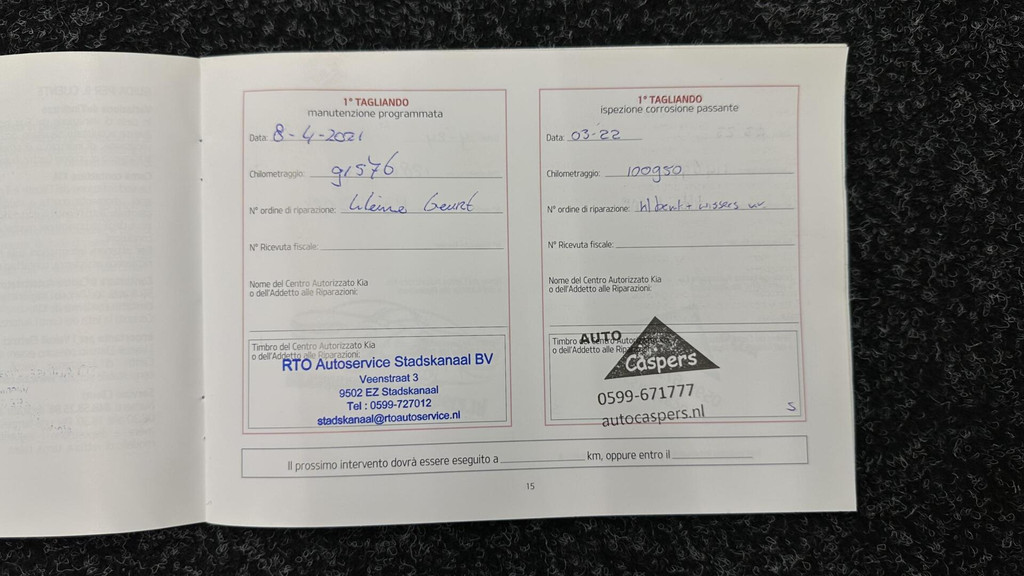 1° TAGLIANDO
manutenzione programmata
Data: 8-4-2021
Chilometraggio: 91576
N° ordine di riparazione: kleine beurt
N° Ricevuta fiscale:
Nome del Centro Autorizzato Kia
o dell'Addetto alle Riparazioni:
Timbro del Centro Autorizzato Kia
o dell'Addetto alle Riparazioni:
RTO Autoservice Stadskanaal BV
Veenstraat 3
9502 EZ Stadskanaal
Tel : 0599-727012
stadskanaal@rtoautoservice.nl
1° TAGLIANDO
ispezione corrosione passante
Data: 03-22
Chilometraggio: 100950
N° ordine di riparazione:
N° Ricevuta fiscale:
Nome del Centro Autorizzato Kia
o dell'Addetto alle Riparazioni:
Timbro del Centro Auto
o dell'Addetto alle Rip
AUTO
Caspers
0599-671777
autocaspers.nl
S
Il prossimo intervento dovrà essere eseguito a km, oppure entro il
15